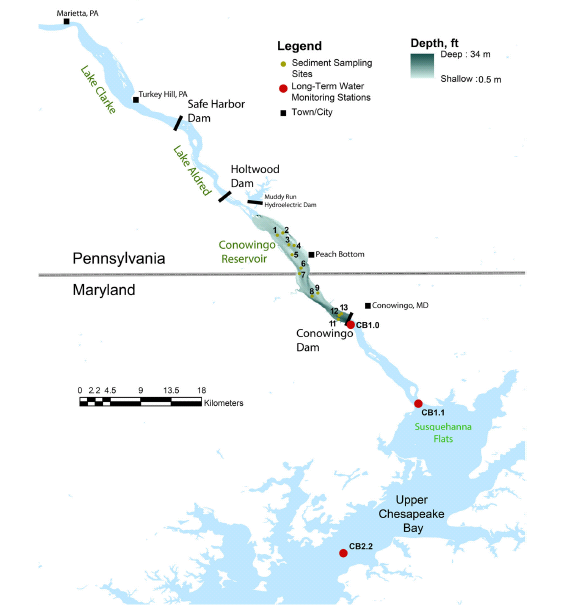 Marietta, PA
Legend
Sediment Sampling
Sites
Long-Term Water
Monitoring Stations
Town/City
Depth, ft
Deep : 34 m
Shallow :0.5 m
Lake Clarke
Turkey Hill, PA
Safe Harbor
Dam
Lake Aldred
Holtwood
Dam
Muddy Run
Hydroelectric Dam
1
2
3
4
5
6
7
8
9
Conowingo
Reservoir
Peach Bottom
Pennsylvania
Maryland
13
12
11
Conowingo, MD
CB1.0
Conowingo
Dam
0 2.2 4.5 9 13.5 18
Kilometers
CB1.1
Susquehanna
Flats
Upper
Chesapeake
Bay
CB2.2